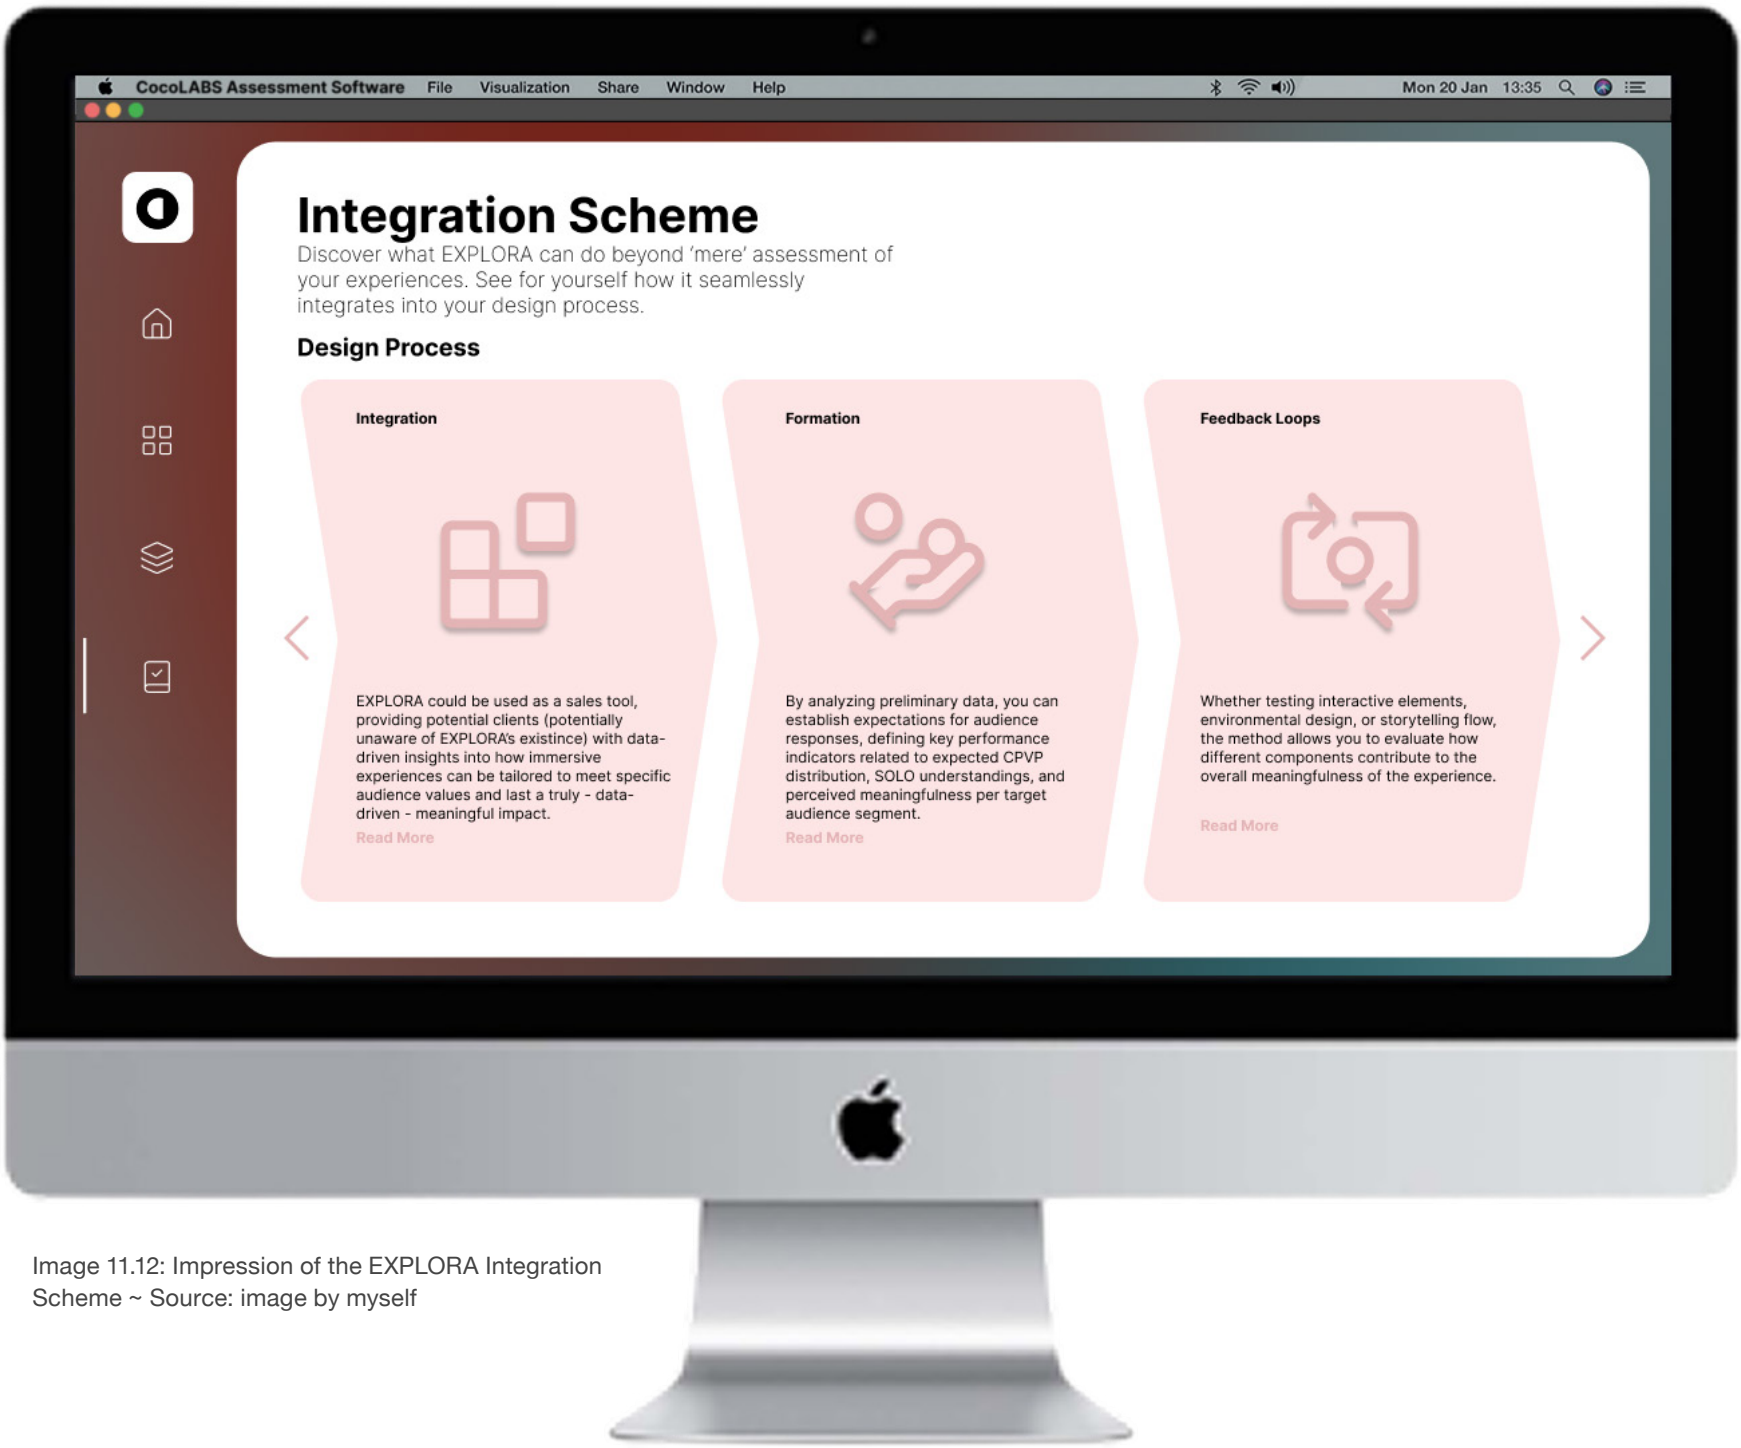 CocoLABS Assessment Software File Visualization Share Window Help Mon 20 Jan 13:35
Integration Scheme
Discover what EXPLORA can do beyond ‘mere’ assessment of
your experiences. See for yourself how it seamlessly
integrates into your design process.
Design Process
Integration
EXPLORA could be used as a sales tool,
providing potential clients (potentially
unaware of EXPLORA’s existince) with data-
driven insights into how immersive
experiences can be tailored to meet specific
audience values and last a truly - data-
driven - meaningful impact.
Read More
Formation
By analyzing preliminary data, you can
establish expectations for audience
responses, defining key performance
indicators related to expected CPVP
distribution, SOLO understandings, and
perceived meaningfulness per target
audience segment.
Read More
Feedback Loops
Whether testing interactive elements,
environmental design, or storytelling flow,
the method allows you to evaluate how
different components contribute to the
overall meaningfulness of the experience.
Read More
Image 11.12: Impression of the EXPLORA Integration
Scheme ~ Source: image by myself